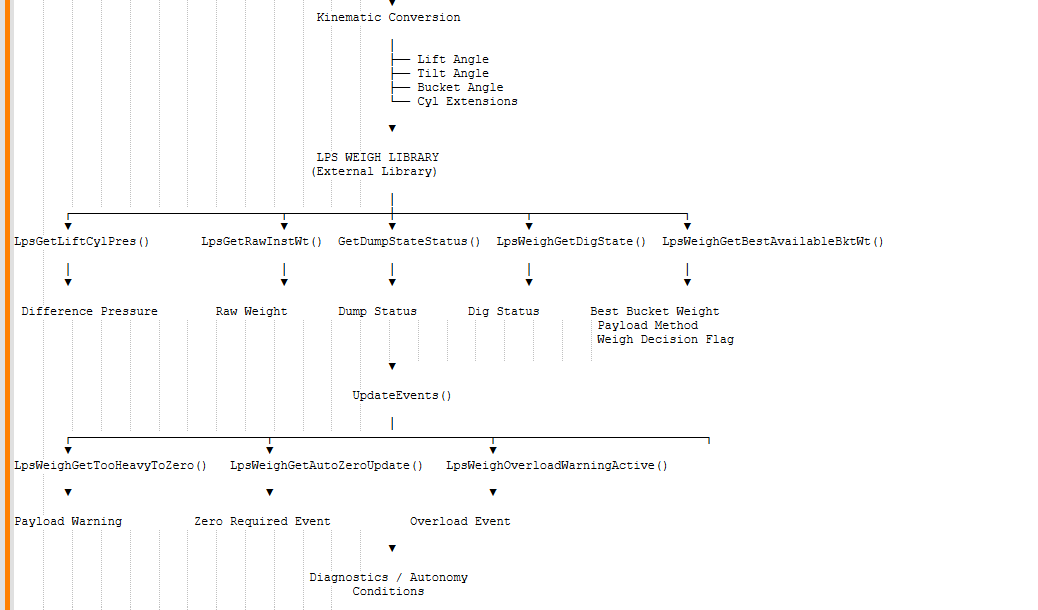 Kinematic Conversion
Lift Angle
Tilt Angle
Bucket Angle
Cyl Extensions
LPS WEIGH LIBRARY
(External Library)
LpsGetLiftCylPres() LpsGetRawInstWt() GetDumpStateStatus() LpsWeighGetDigState() LpsWeighGetBestAvailableBktWt()
Difference Pressure Raw Weight Dump Status Dig Status Best Bucket Weight
Payload Method
Weigh Decision Flag
UpdateEvents()
LpsWeighGetTooHeavyToZero() LpsWeighGetAutoZeroUpdate() LpsWeighOverloadWarningActive()
Payload Warning Zero Required Event Overload Event
Diagnostics / Autonomy
Conditions